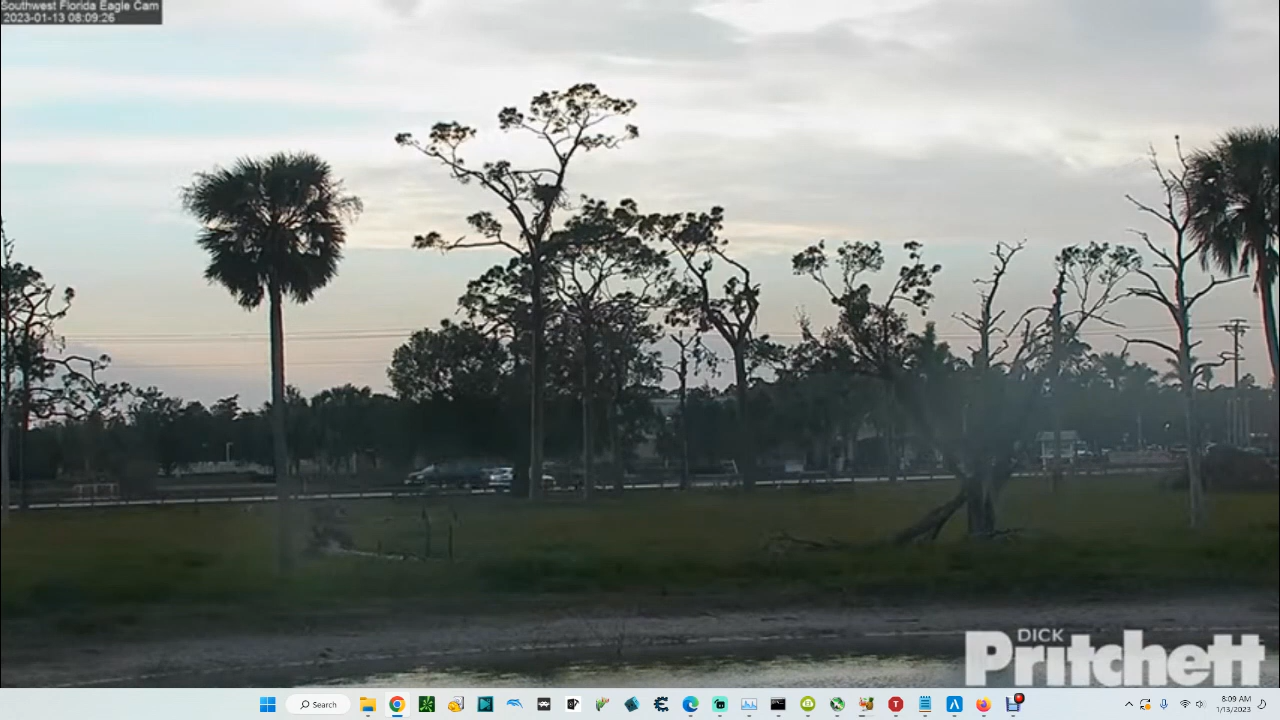 Southwest Florida Eagle Cam
2023-01-13 08:09:26
DICK
Pritchett
Search
8:09 AM
1/13/2023